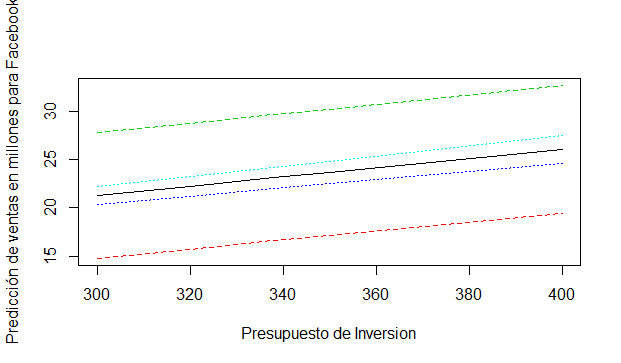 Predicción de ventas en millones para Facebook
30
25
20
15
300 320 340 360 380 400
Presupuesto de Inversion